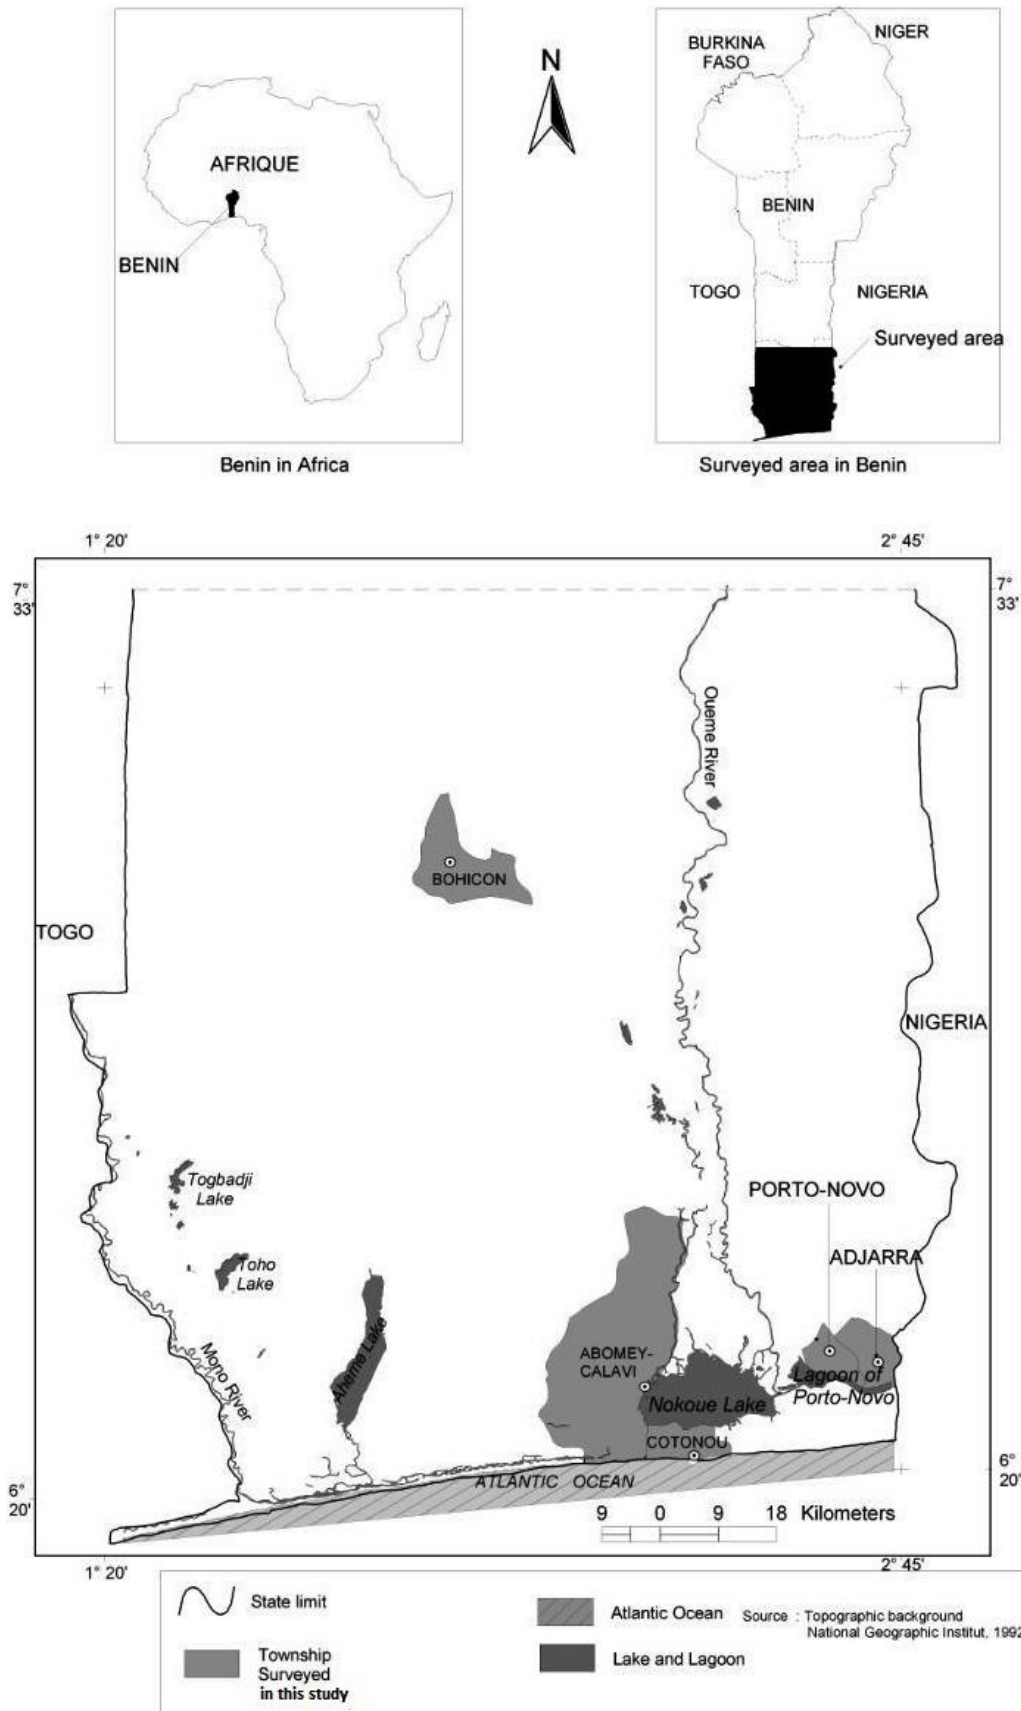 BURKINA
FASO
NIGER
N
AFRIQUE
BENIN
BENIN
TOGO
NIGERIA
Surveyed area
Benin in Africa
Surveyed area in Benin
1° 20'
2° 45'
7°
33'
7°
33'
Oueme River
BOHICON
TOGO
NIGERIA
Togbadji
Lake
PORTO-NOVO
Toho
Lake
ADJARRA
Mono River
Aheme Lake
ABOMEY-
CALAVI
Nokoue Lake
Lagoon of
Porto-Novo
COTONOU
ATLANTIC OCEAN
6°
20'
6°
20'
9 0 9 18 Kilometers
1° 20'
2° 45'
State limit
Township
Surveyed
in this study
Atlantic Ocean
Lake and Lagoon
Source : Topographic background
National Geographic Institut, 1992